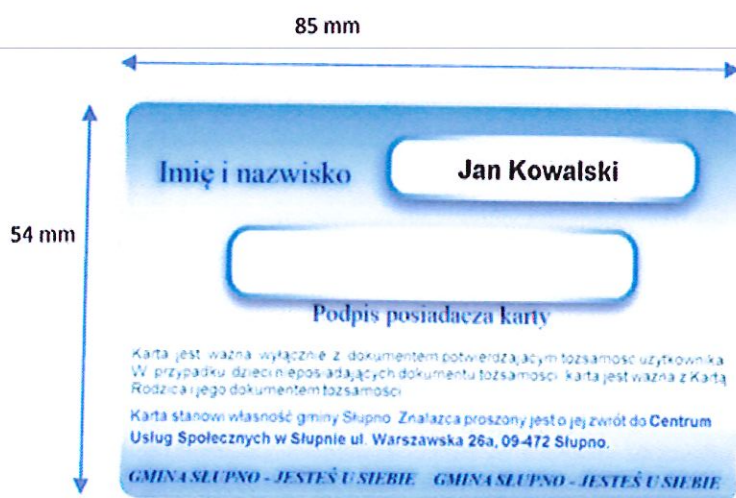 85 mm
54 mm
Imię i nazwisko
Jan Kowalski
Podpis posiadacza karty
Karta jest ważna wyłącznie z dokumentem potwierdzającym tożsamość użytkownika.
W przypadku dzieci nieposiadających dokumentu tożsamości karta jest ważna z Kartą
Rodzica i jego dokumentem tożsamości
Karta stanowi własność gminy Słupno. Znalazca proszony jest o jej zwrot do Centrum
Usług Społecznych w Słupnie ul. Warszawska 26a, 09-472 Słupno.
GMINA SŁUPNO - JESTEŚ U SIEBIE GMINA SŁUPNO - JESTEŚ U SIEBIE